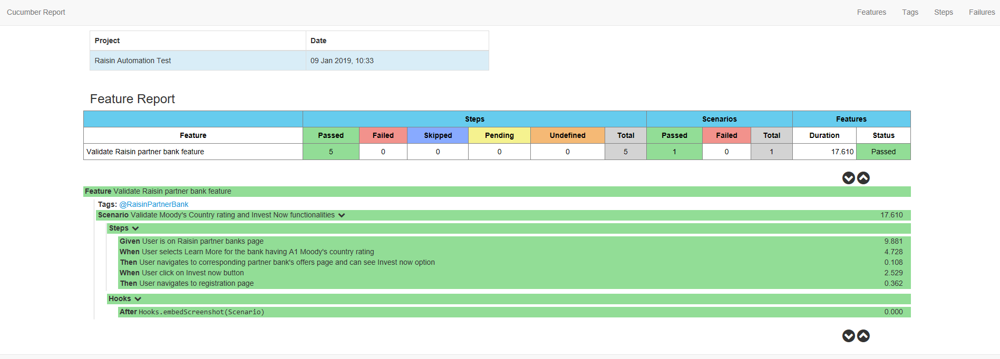 Cucumber Report Features Tags Steps Failures
Project Date
Raisin Automation Test 09 Jan 2019, 10:33
Feature Report
Steps Scenarios Features
Feature Passed Failed Skipped Pending Undefined Total Passed Failed Total Duration Status
Validate Raisin partner bank feature 5 0 0 0 0 5 1 0 1 17.610 Passed
Feature Validate Raisin partner bank feature
Tags: @RaisinPartnerBank
Scenario Validate Moody's Country rating and Invest Now functionalities 17.610
Steps
Given User is on Raisin partner banks page 9.881
When User selects Learn More for the bank having A1 Moody's country rating 4.728
Then User navigates to corresponding partner bank's offers page and can see Invest now option 0.108
When User click on Invest now button 2.529
Then User navigates to registration page 0.362
Hooks
After Hooks.embedScreenshot(Scenario) 0.000